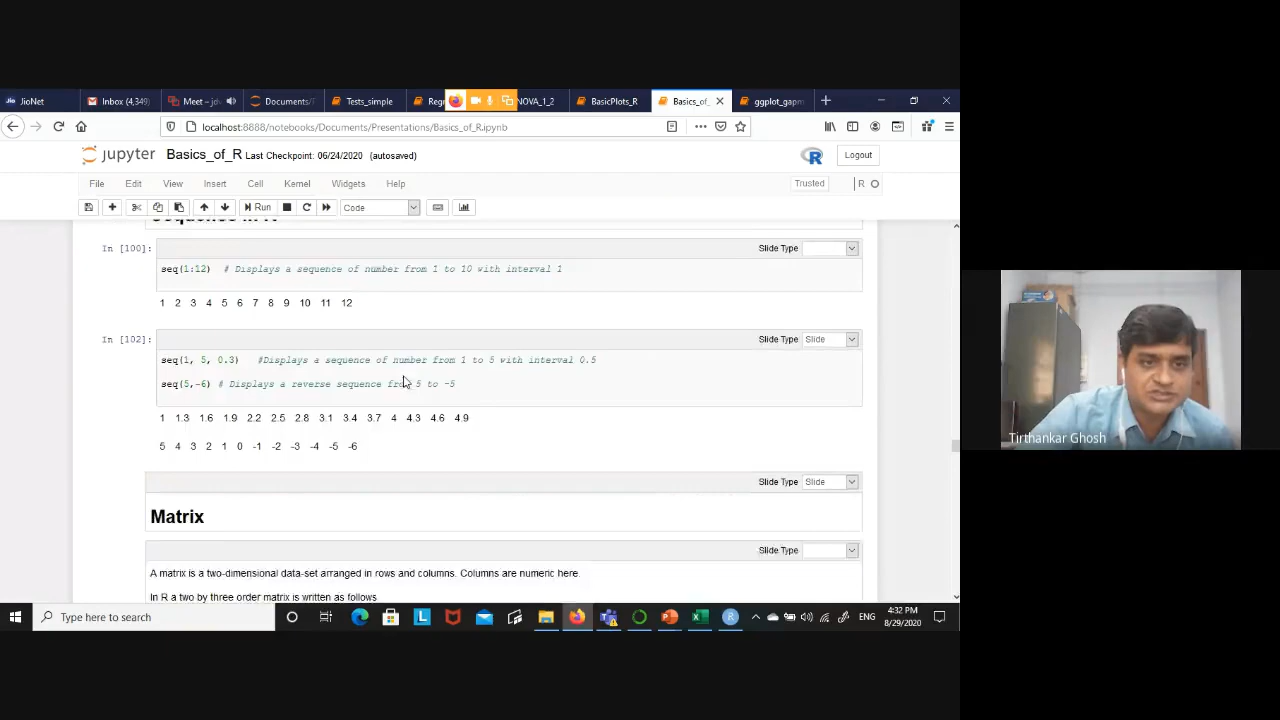 JioNet
Inbox (4,349)
Meet – jd
Documents/
Tests_simple
Reg
NOVA_1_2
BasicPlots_R
Basics_of_
ggplot_gapm
localhost:8888/notebooks/Documents/Presentations/Basics_of_R.ipynb
jupyter Basics_of_R Last Checkpoint: 06/24/2020 (autosaved)
R
Logout
File Edit View Insert Cell Kernel Widgets Help
Trusted
R
Run
Code
In [100]:
Slide Type
seq(1:12) # Displays a sequence of number from 1 to 10 with interval 1
1 2 3 4 5 6 7 8 9 10 11 12
In [102]:
Slide Type Slide
seq(1, 5, 0.3) #Displays a sequence of number from 1 to 5 with interval 0.5
seq(5,-6) # Displays a reverse sequence from 5 to -5
1 1.3 1.6 1.9 2.2 2.5 2.8 3.1 3.4 3.7 4 4.3 4.6 4.9
5 4 3 2 1 0 -1 -2 -3 -4 -5 -6
Slide Type Slide
Matrix
Slide Type
A matrix is a two-dimensional data-set arranged in rows and columns. Columns are numeric here.
In R a two by three order matrix is written as follows
Tirthankar Ghosh
Type here to search
ENG
4:32 PM
8/29/2020